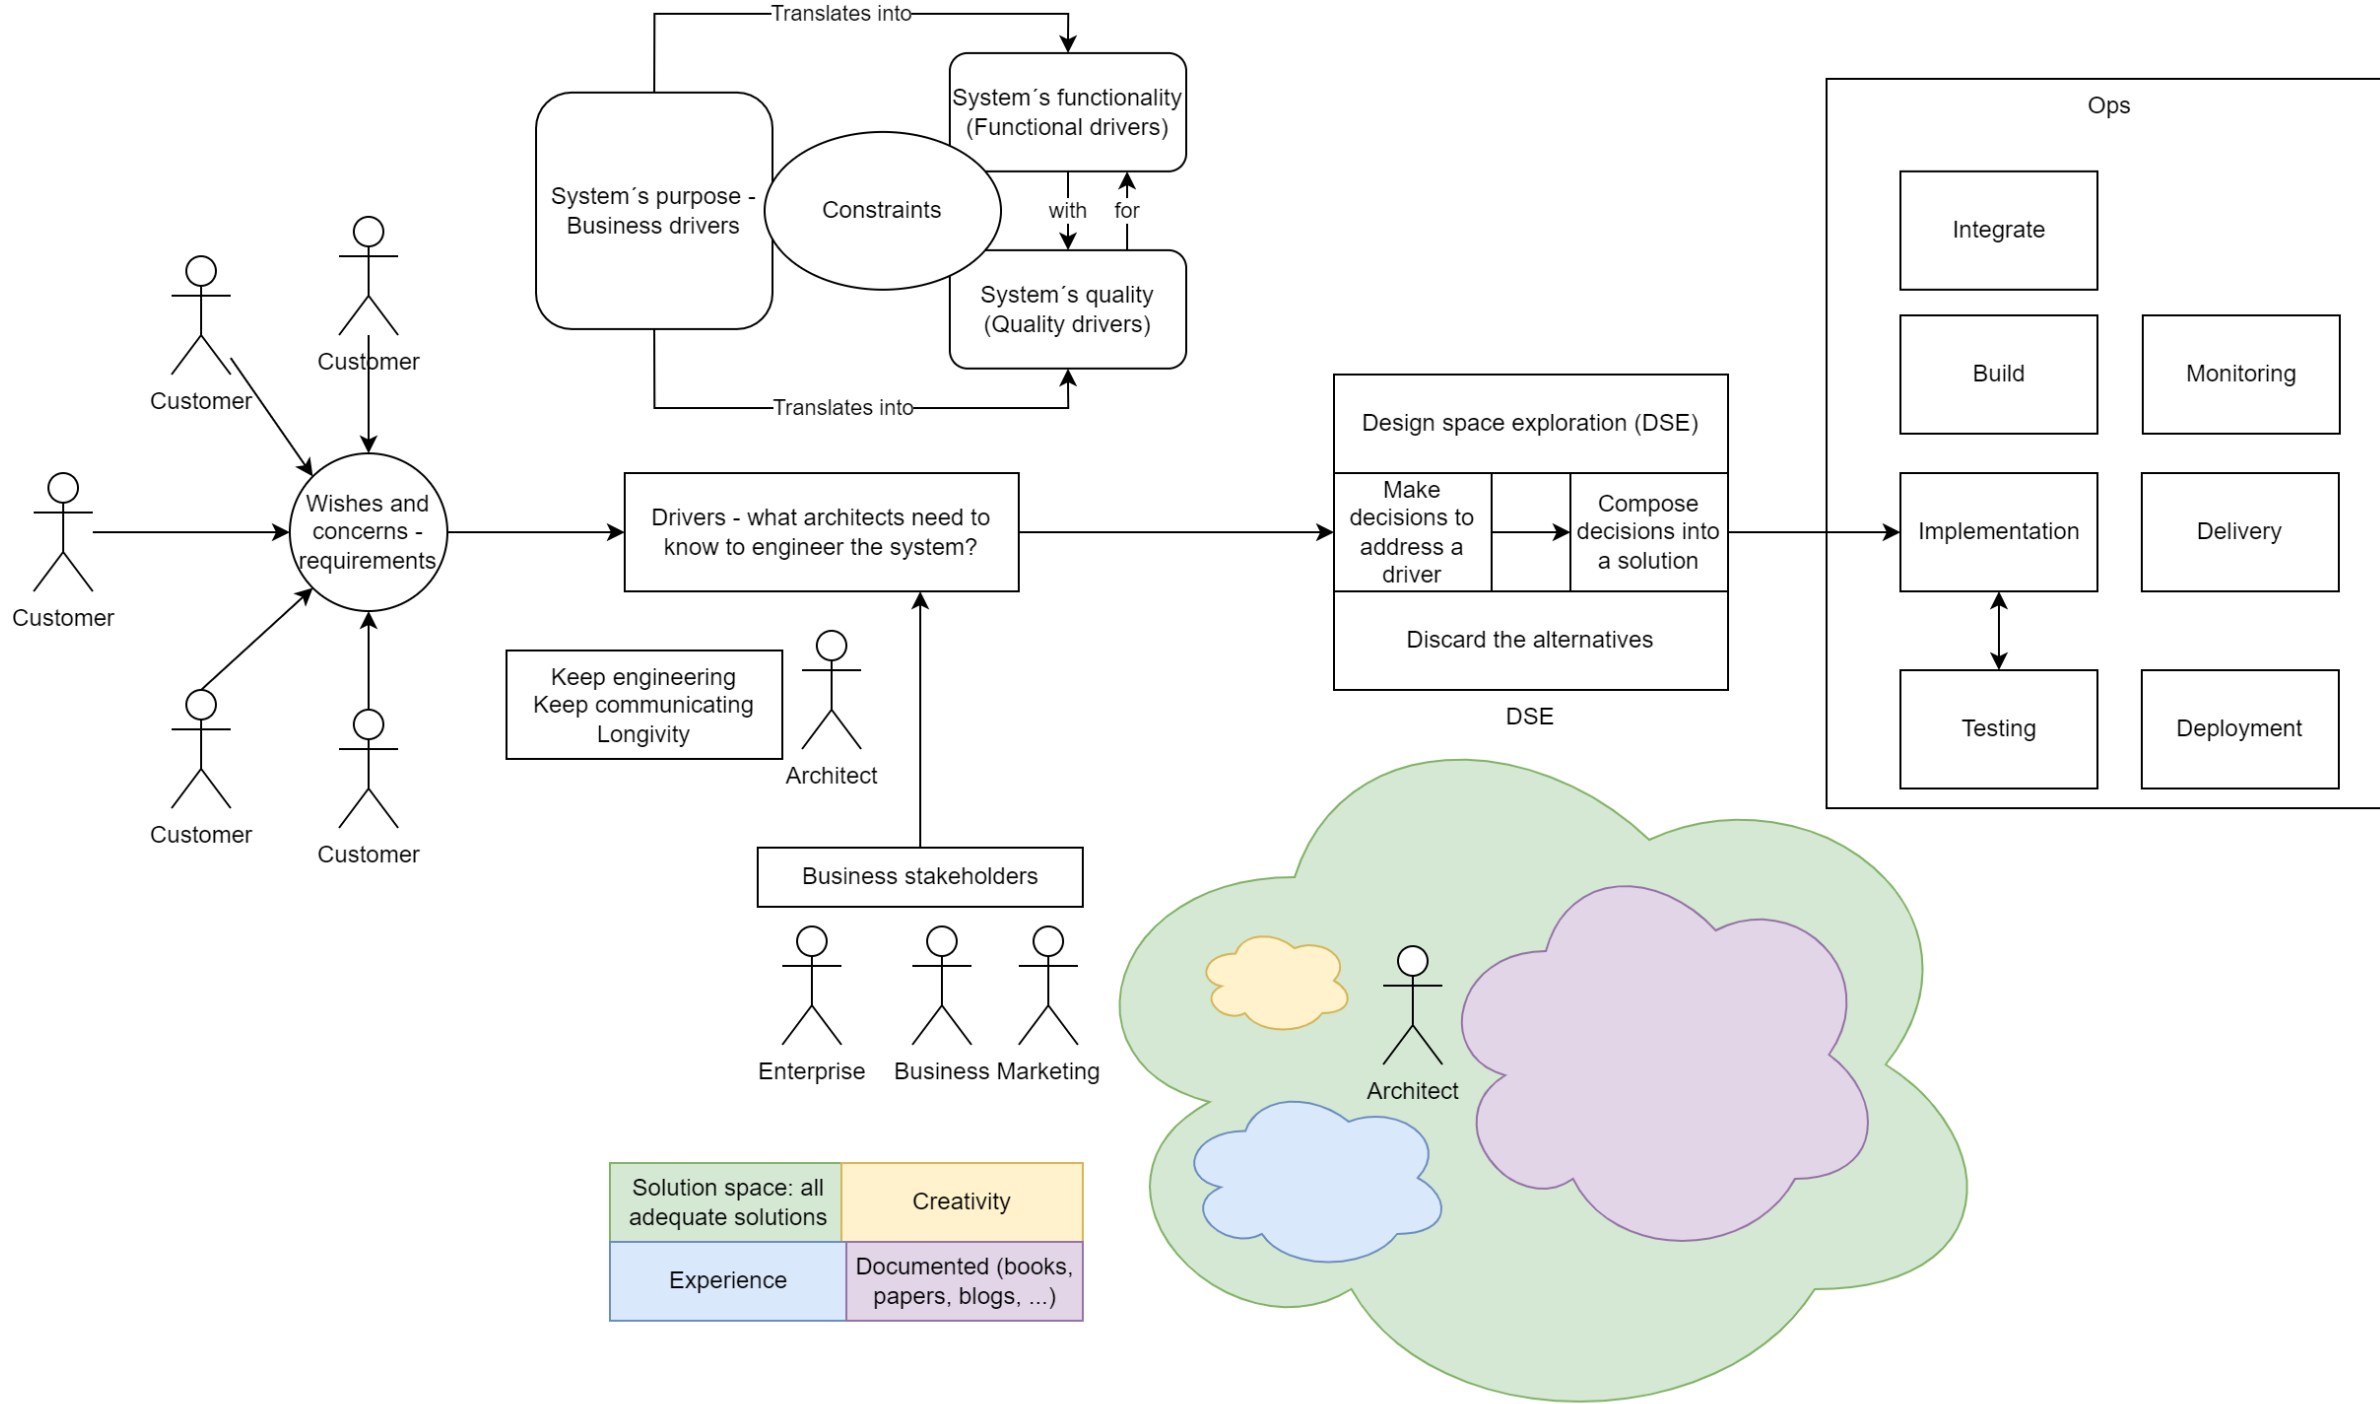 Translates into
System´s functionality
(Functional drivers)
System´s purpose -
Business drivers
Constraints
with
for
System´s quality
(Quality drivers)
Translates into
Customer
Customer
Customer
Customer
Customer
Wishes and
concerns -
requirements
Drivers - what architects need to
know to engineer the system?
Keep engineering
Keep communicating
Longivity
Architect
Business stakeholders
Enterprise
Business
Marketing
Design space exploration (DSE)
Make
decisions to
address a
driver
Compose
decisions into
a solution
Discard the alternatives
DSE
Ops
Integrate
Build
Monitoring
Implementation
Delivery
Testing
Deployment
Architect
Solution space: all
adequate solutions
Creativity
Experience
Documented (books,
papers, blogs, ...)